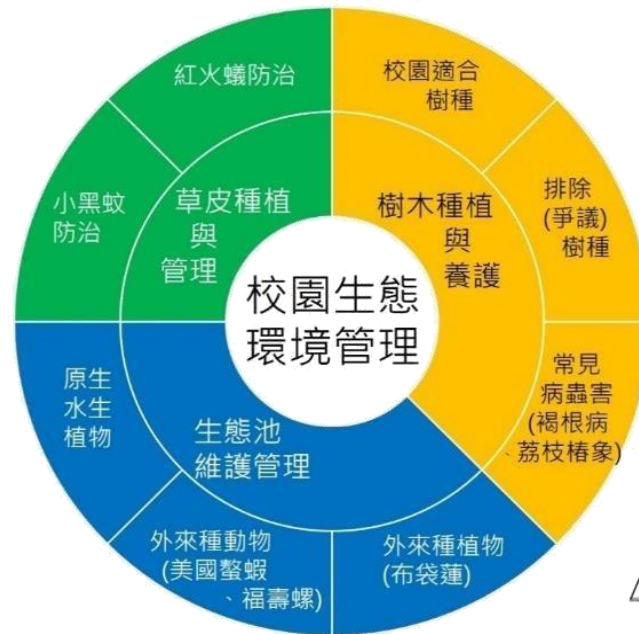 校園生態
環境管理
樹木種植
與
養護
校園適合
樹種
排除
(爭議)
樹種
常見
病蟲害
(褐根病
、荔枝椿象)
生態池
維護管理
外來種植物
(布袋蓮)
外來種動物
(美國螯蝦
、福壽螺)
原生
水生
植物
草皮種植
與
管理
小黑蚊
防治
紅火蟻防治